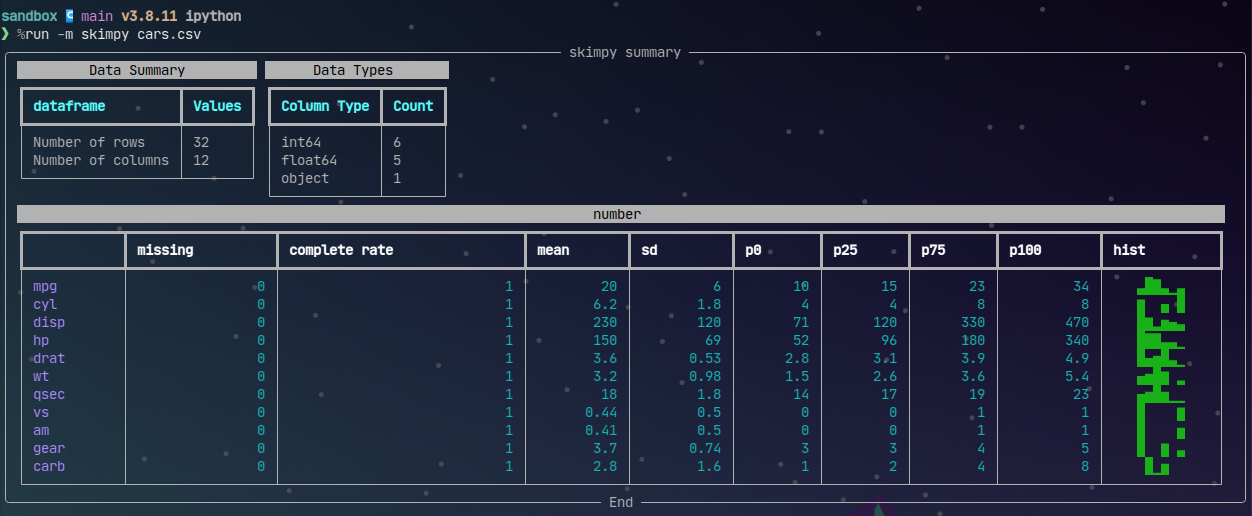 sandbox main v3.8.11 ipython
❯ %run -m skimpy cars.csv
skimpy summary
Data Summary Data Types
dataframe Values Column Type Count
Number of rows 32 int64 6
Number of columns 12 float64 5
object 1
number
missing complete rate mean sd p0 p25 p75 p100 hist
mpg 0 1 20 6 10 15 23 34
cyl 0 1 6.2 1.8 4 4 8 8
disp 0 1 230 120 71 120 330 470
hp 0 1 150 69 52 96 180 340
drat 0 1 3.6 0.53 2.8 3.1 3.9 4.9
wt 0 1 3.2 0.98 1.5 2.6 3.6 5.4
qsec 0 1 18 1.8 14 17 19 23
vs 0 1 0.44 0.5 0 0 1 1
am 0 1 0.41 0.5 0 0 1 1
gear 0 1 3.7 0.74 3 3 4 5
carb 0 1 2.8 1.6 1 2 4 8
End